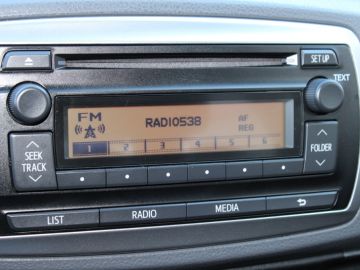 SET UP
TEXT
FM
RADIO538
AF
REG
1 2 3 4 5 6
SEEK
TRACK
FOLDER
LIST
RADIO
MEDIA